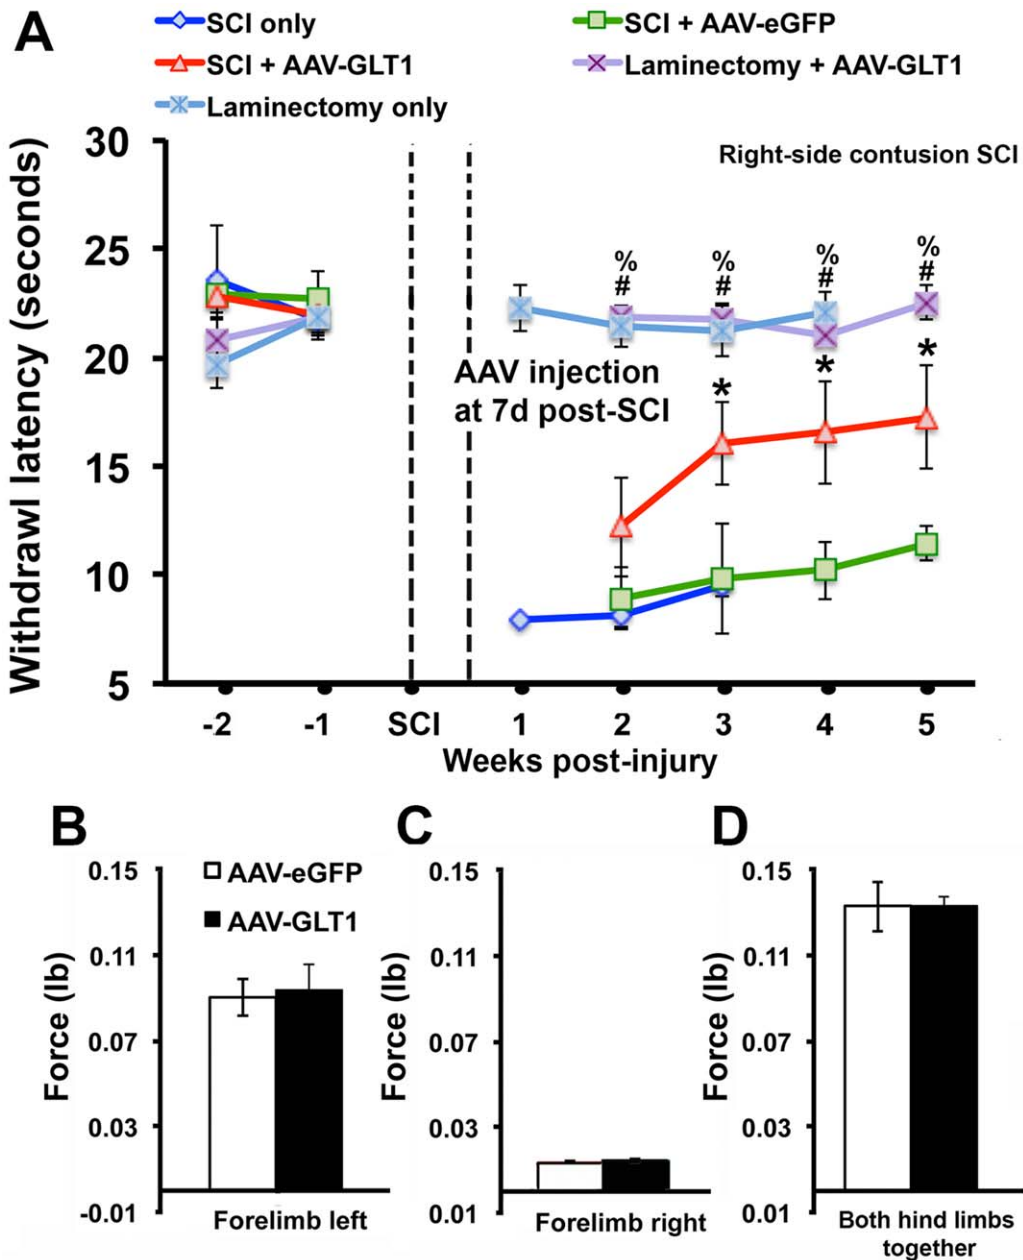 A
SCI only
SCI + AAV-eGFP
SCI + AAV-GLT1
Laminectomy + AAV-GLT1
Laminectomy only
Withdrawl latency (seconds)
30
25
20
15
10
5
Right-side contusion SCI
% % % %
# # # #
* * *
AAV injection
at 7d post-SCI
-2 -1 SCI 1 2 3 4 5
Weeks post-injury
B
Force (lb)
0.15
0.11
0.07
0.03
-0.01
AAV-eGFP
AAV-GLT1
Forelimb left
C
Force (lb)
0.15
0.11
0.07
0.03
0.01
Forelimb right
D
Force (lb)
0.15
0.11
0.07
0.03
0.01
Both hind limbs
together